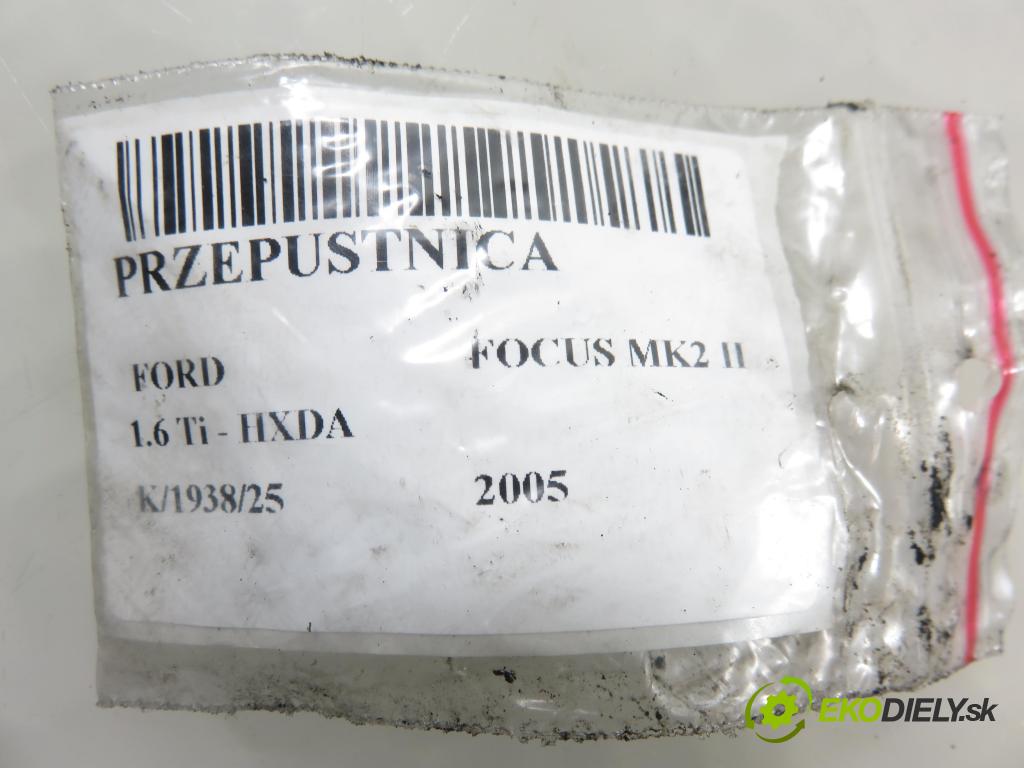 PRZEPUSTNICA
FORD FOCUS MK2 II
1.6 Ti - HXDA
K/1938/25 2005
EKODIELY.sk